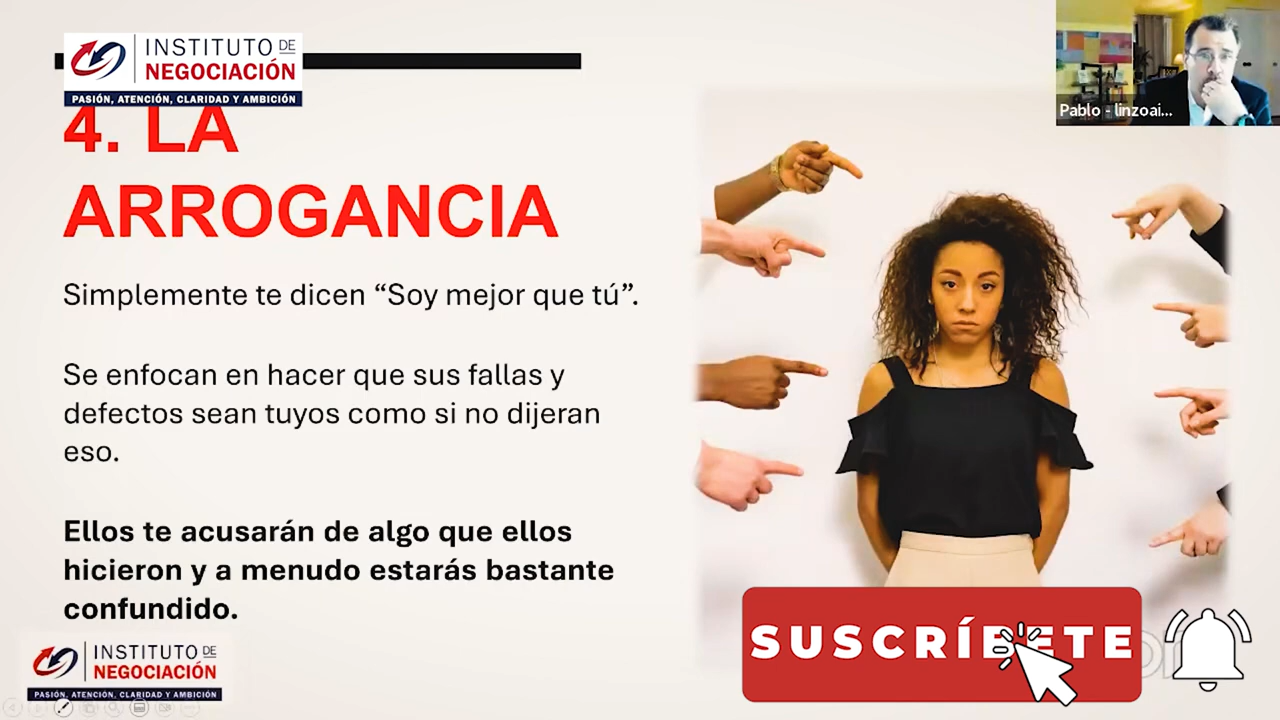 INSTITUTO DE
NEGOCIACIÓN
PASIÓN, ATENCIÓN, CLARIDAD Y AMBICIÓN
Pablo - linzoai...
4. LA
ARROGANCIA
Simplemente te dicen “Soy mejor que tú”.
Se enfocan en hacer que sus fallas y
defectos sean tuyos como si no dijeran
eso.
Ellos te acusarán de algo que ellos
hicieron y a menudo estarás bastante
confundido.
SUSCRÍBETE
INSTITUTO DE
NEGOCIACIÓN
PASIÓN, ATENCIÓN, CLARIDAD Y AMBICIÓN